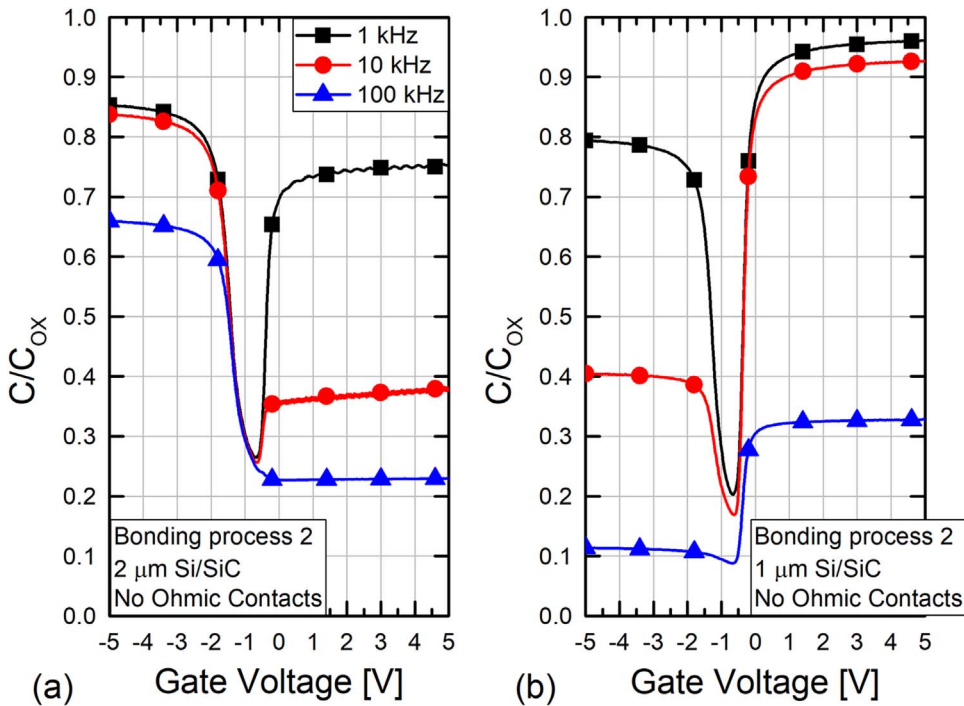 1.0
0.9
0.8
0.7
0.6
0.5
0.4
0.3
0.2
0.1
0.0
C/C_OX
1 kHz
10 kHz
100 kHz
Bonding process 2
2 μm Si/SiC
No Ohmic Contacts
-5 -4 -3 -2 -1 0 1 2 3 4 5
(a) Gate Voltage [V]
1.0
0.9
0.8
0.7
0.6
0.5
0.4
0.3
0.2
0.1
0.0
C/C_OX
Bonding process 2
1 μm Si/SiC
No Ohmic Contacts
-5 -4 -3 -2 -1 0 1 2 3 4 5
(b) Gate Voltage [V]